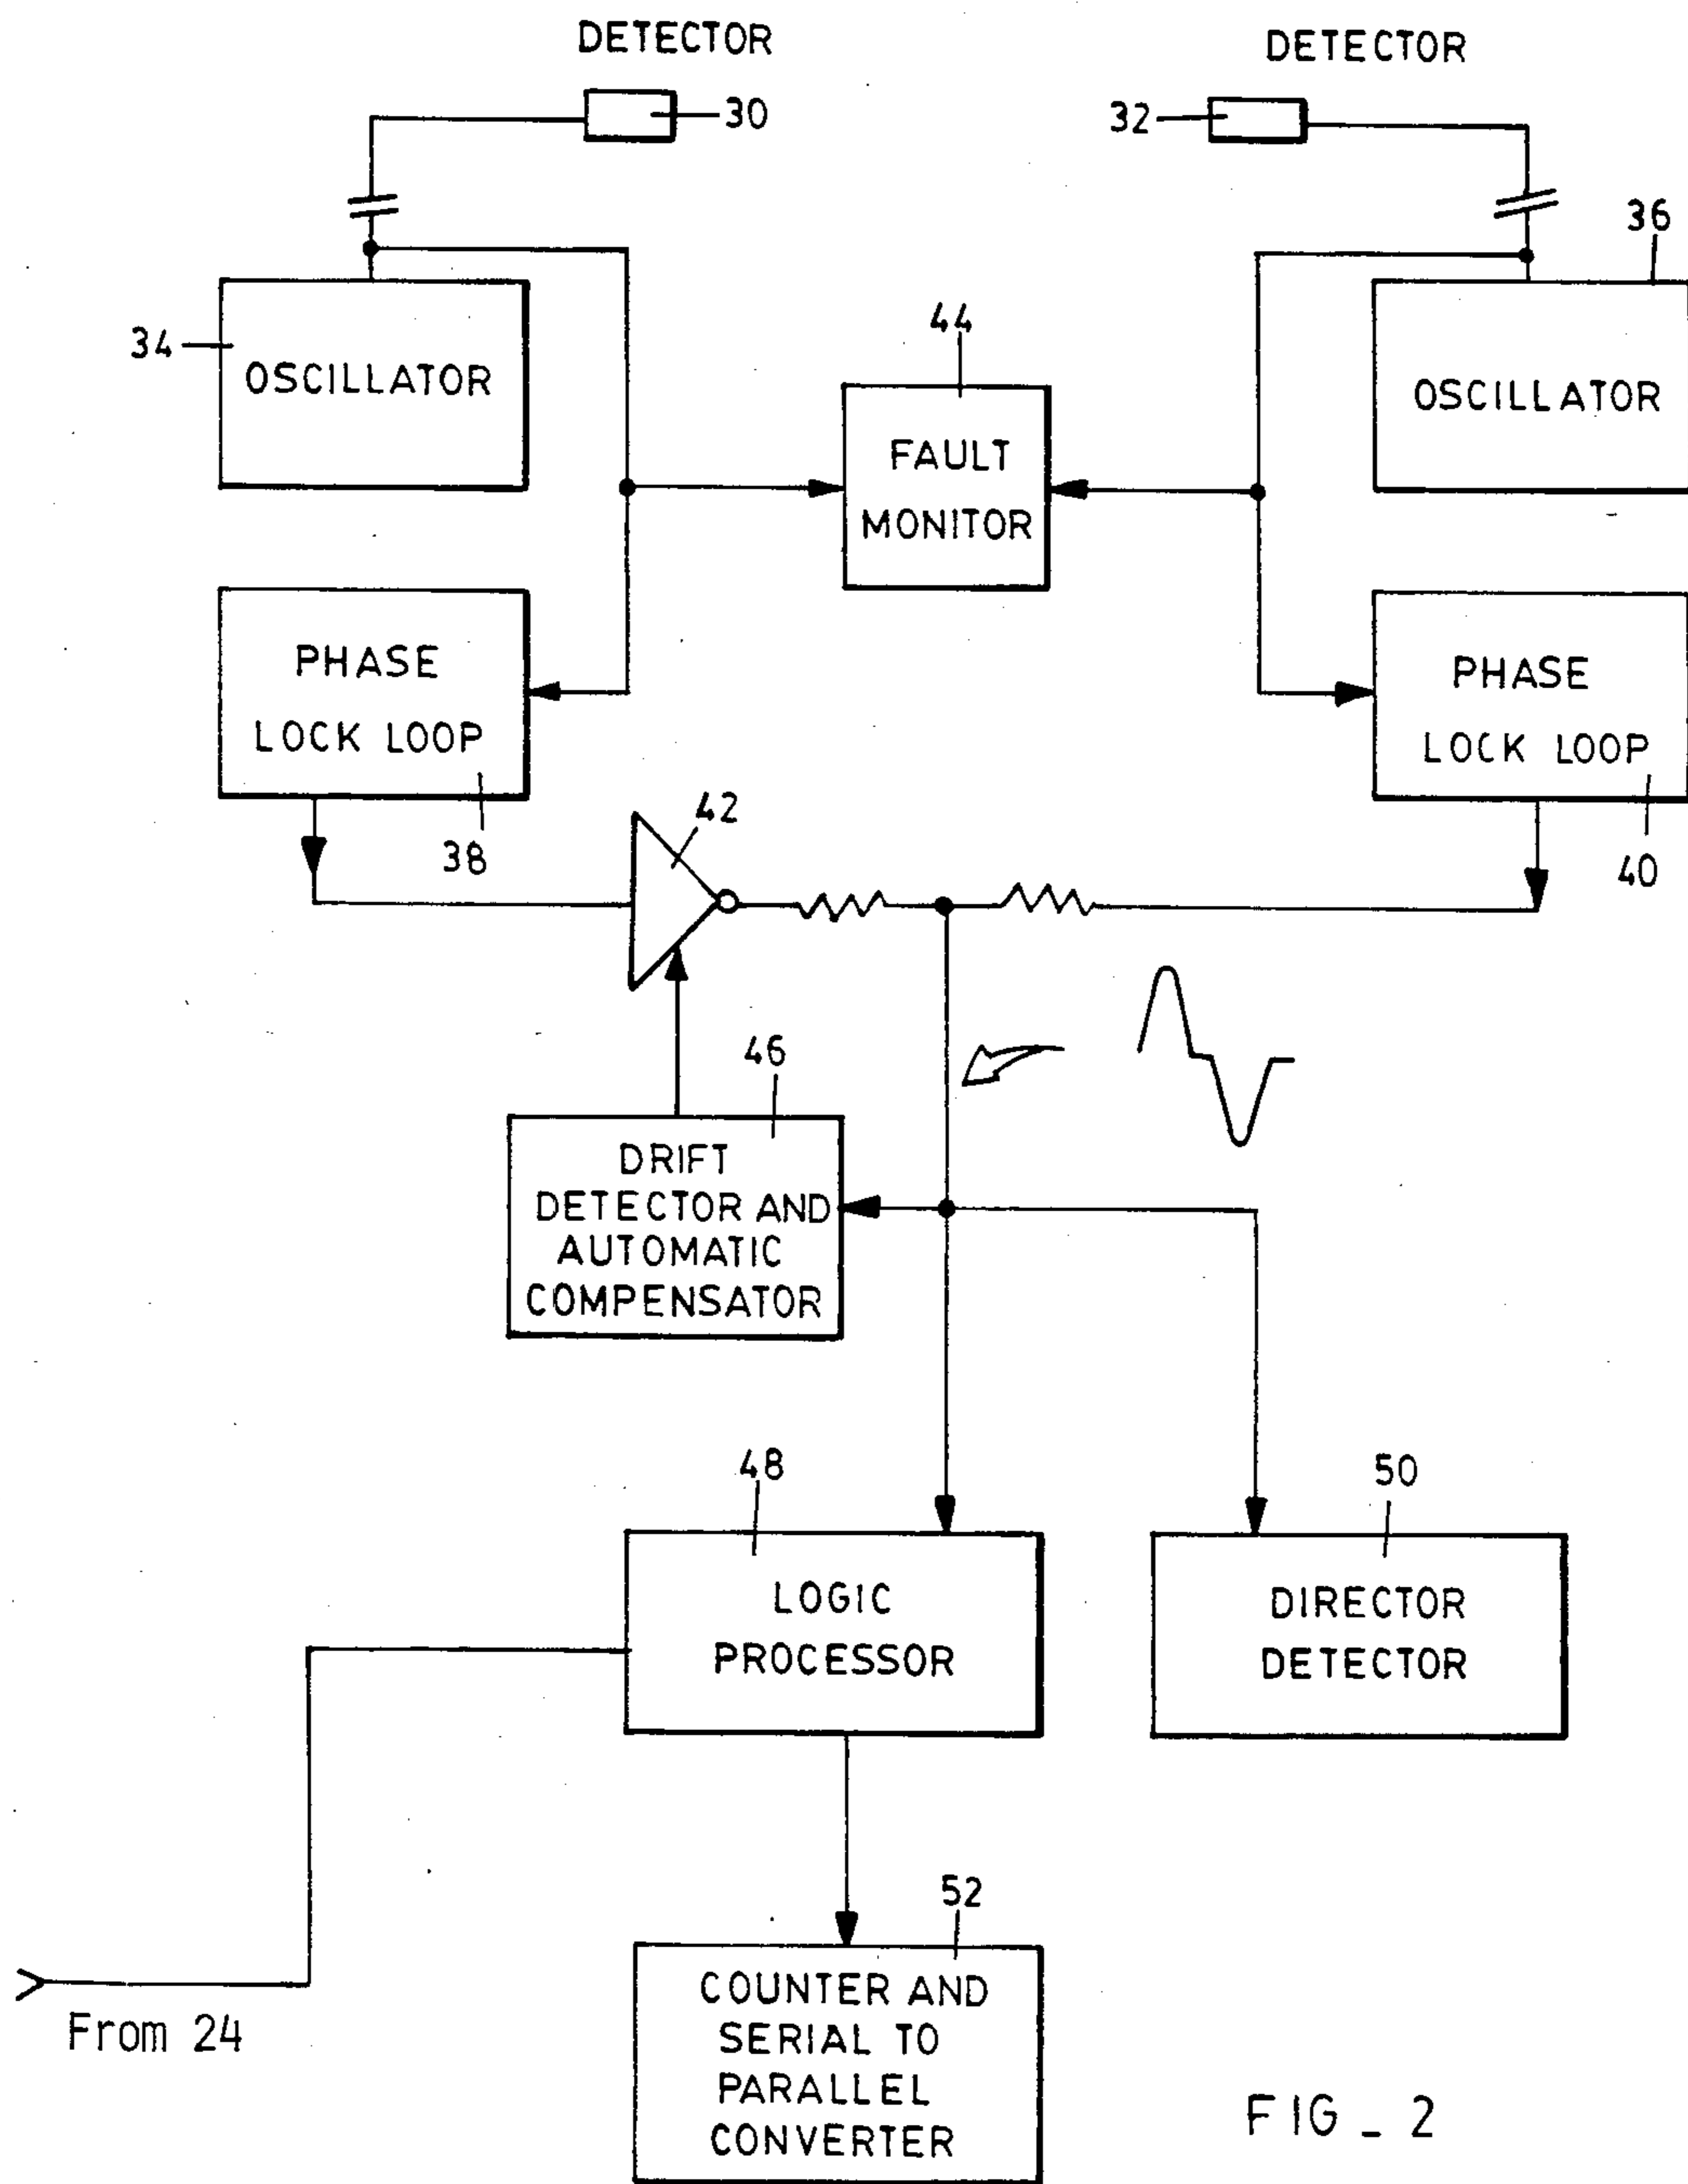 DETECTOR
DETECTOR
30
32
36
34
OSCILLATOR
44
OSCILLATOR
FAULT
MONITOR
PHASE
LOCK LOOP
PHASE
LOCK LOOP
38
42
40
46
DRIFT
DETECTOR AND
AUTOMATIC
COMPENSATOR
48
50
LOGIC
PROCESSOR
DIRECTOR
DETECTOR
52
COUNTER AND
SERIAL TO
PARALLEL
CONVERTER
From 24
FIG _ 2